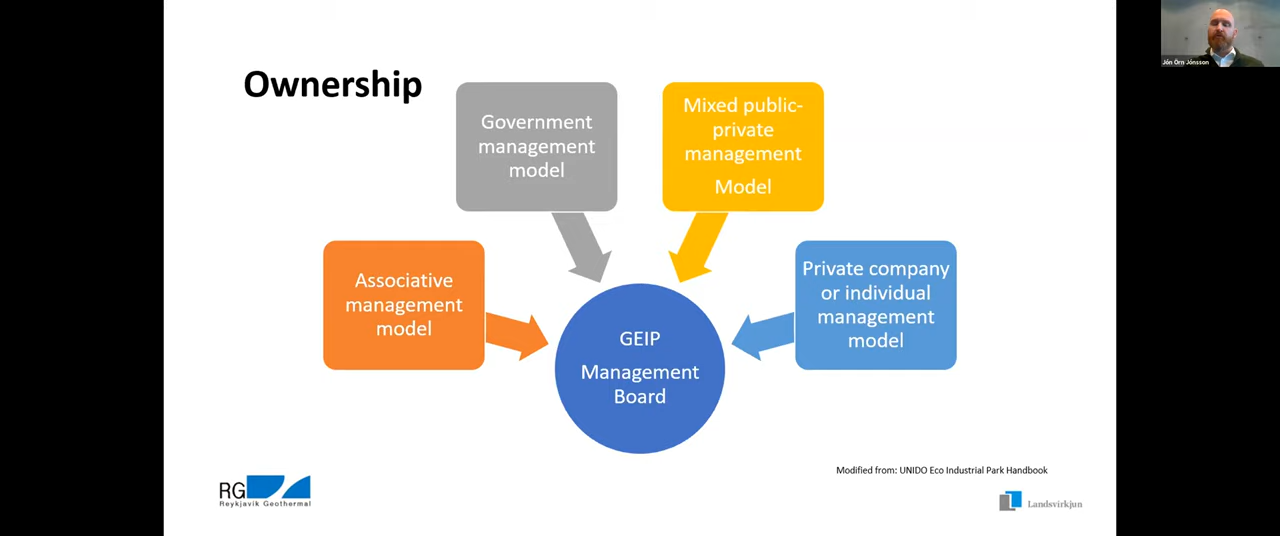 Ownership
Government
management
model
Mixed public-
private
management
Model
Associative
management
model
Private company
or individual
management
model
GEIP
Management
Board
Modified from: UNIDO Eco Industrial Park Handbook
RG
Reykjavik Geothermal
Landsvirkjun
Jón Örn Jónsson